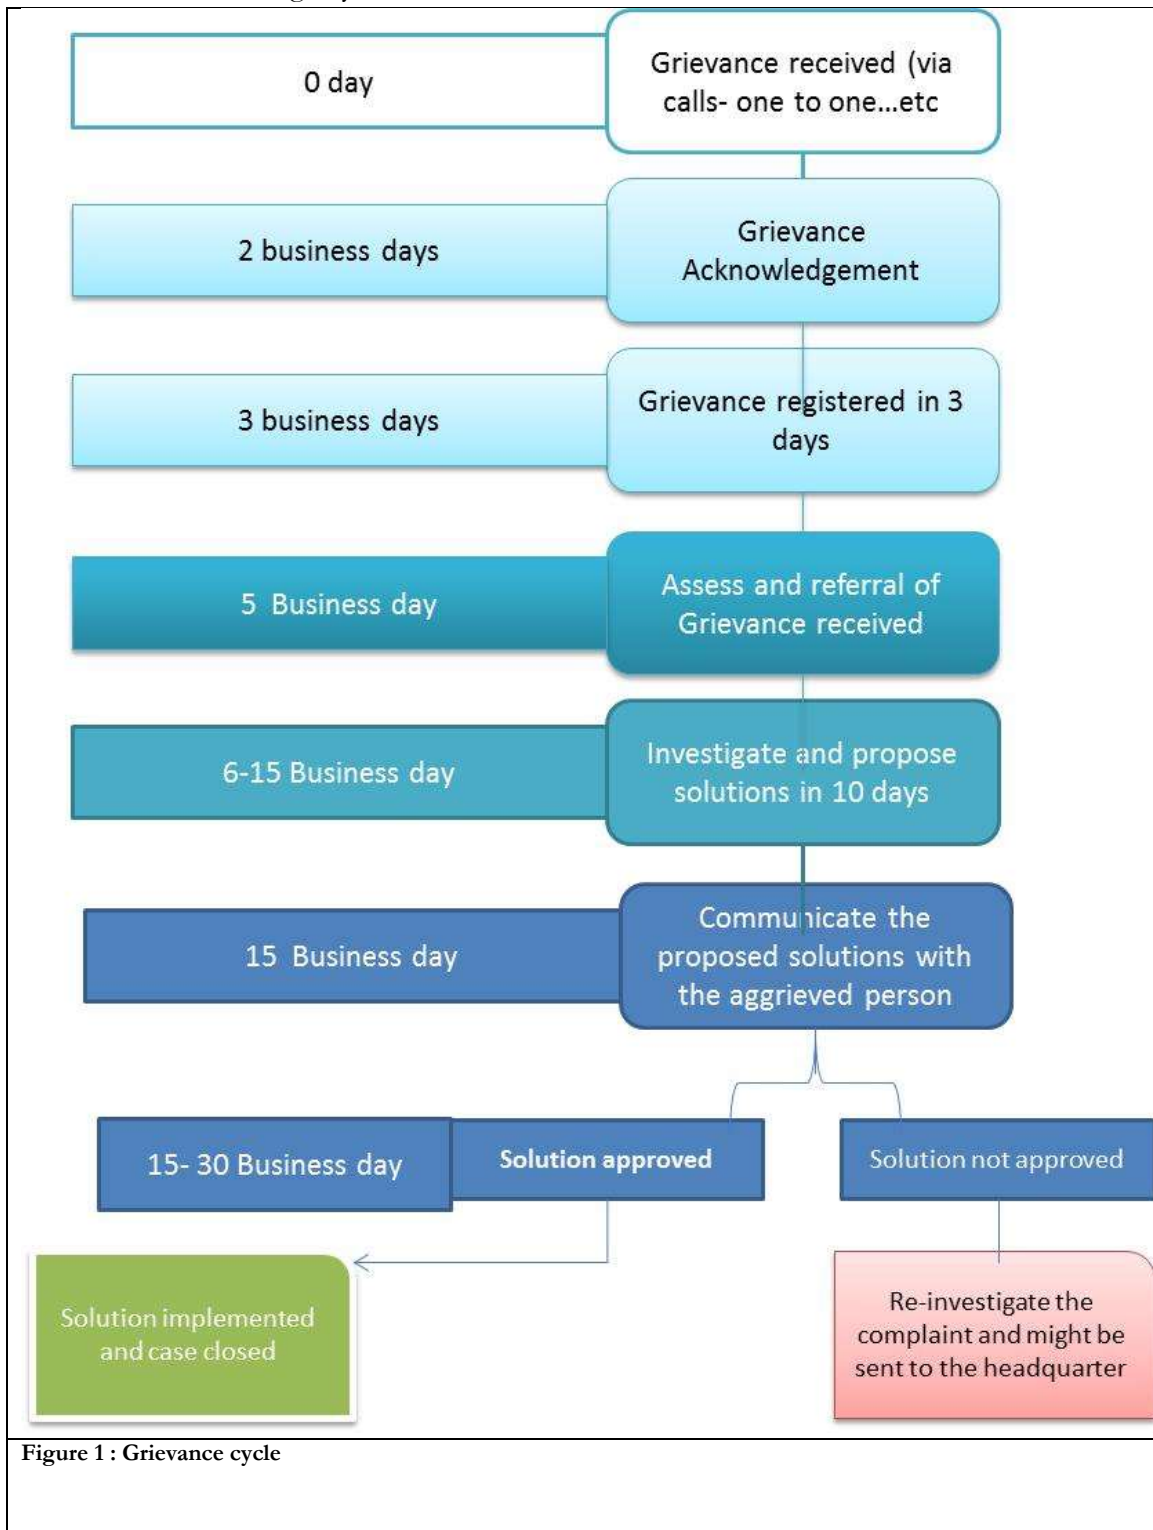 0 day
Grievance received (via
calls- one to one...etc
2 business days
Grievance
Acknowledgement
3 business days
Grievance registered in 3
days
5 Business day
Assess and referral of
Grievance received
6-15 Business day
Investigate and propose
solutions in 10 days
15 Business day
Communicate the
proposed solutions with
the aggrieved person
15- 30 Business day
Solution approved
Solution not approved
Solution implemented
and case closed
Re-investigate the
complaint and might be
sent to the headquarter
Figure 1 : Grievance cycle